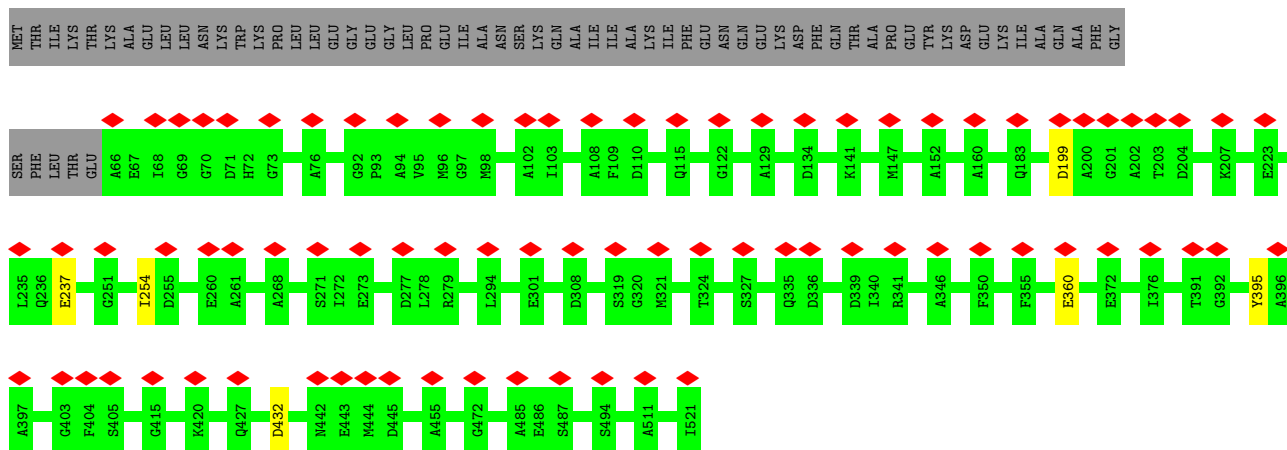 MET THR ILE LYS THR LYS ALA GLU LEU LEU ASN LYS TRP LYS PRO LEU LEU GLU GLY GLU GLY LEU PRO GLU ILE ALA ASN SER LYS GLN ALA ILE ILE ALA LYS ILE PHE GLU ASN GLN GLU LYS ASP PHE GLN THR ALA PRO GLU TYR LYS ASP GLU LYS ILE ALA GLN ALA PHE GLY
SER PHE LEU THR GLU A66 E67 I68 G69 G70 D71 H72 G73 A76 G92 P93 A94 V95 M96 G97 M98 A102 I103 A108 F109 D110 Q115 G122 A129 D134 K141 M147 A152 A160 Q183 D199 A200 G201 A202 T203 D204 K207 E223
L235 Q236 E237 G251 I254 D255 E260 A261 A268 S271 I272 E273 D277 L278 R279 L294 E301 D308 S319 G320 M321 T324 S327 Q335 D336 D339 I340 R341 A346 F350 F355 E360 E372 I376 T391 G392 Y395 A396
A397 G403 F404 S405 G415 K420 Q427 D432 N442 E443 M444 D445 A455 G472 A485 E486 S487 S494 A511 I521